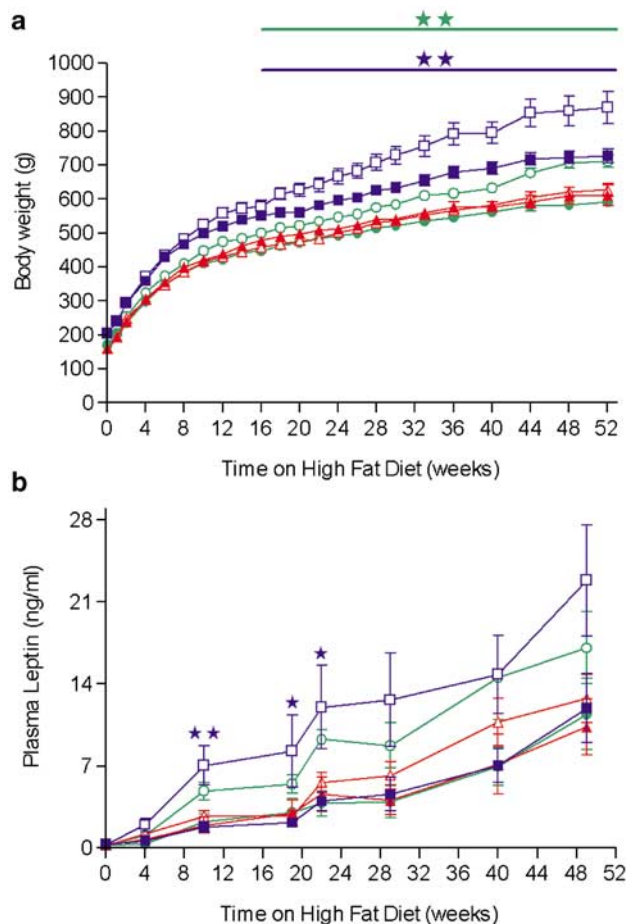 a
★★
★★
1000
900
800
700
600
500
400
300
200
100
0
Body weight (g)
0 4 8 12 16 20 24 28 32 36 40 44 48 52
Time on High Fat Diet (weeks)
b
28
21
14
7
0
Plasma Leptin (ng/ml)
★★
★
★
0 4 8 12 16 20 24 28 32 36 40 44 48 52
Time on High Fat Diet (weeks)